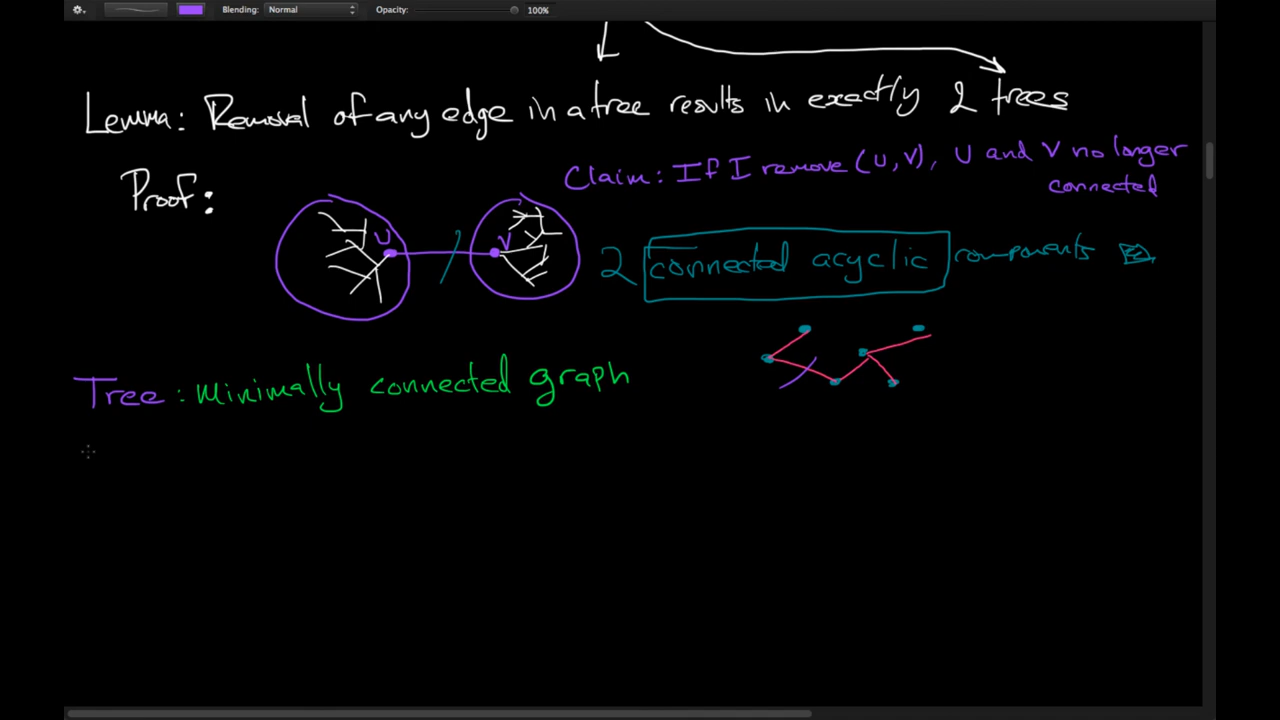 Blending: Normal Opacity: 100%
Lemma: Removal of any edge in a tree results in exactly 2 trees
Claim: If I remove (U,V), U and V no longer
connected
Proof:
U V
2 connected acyclic components
Tree: Minimally connected graph